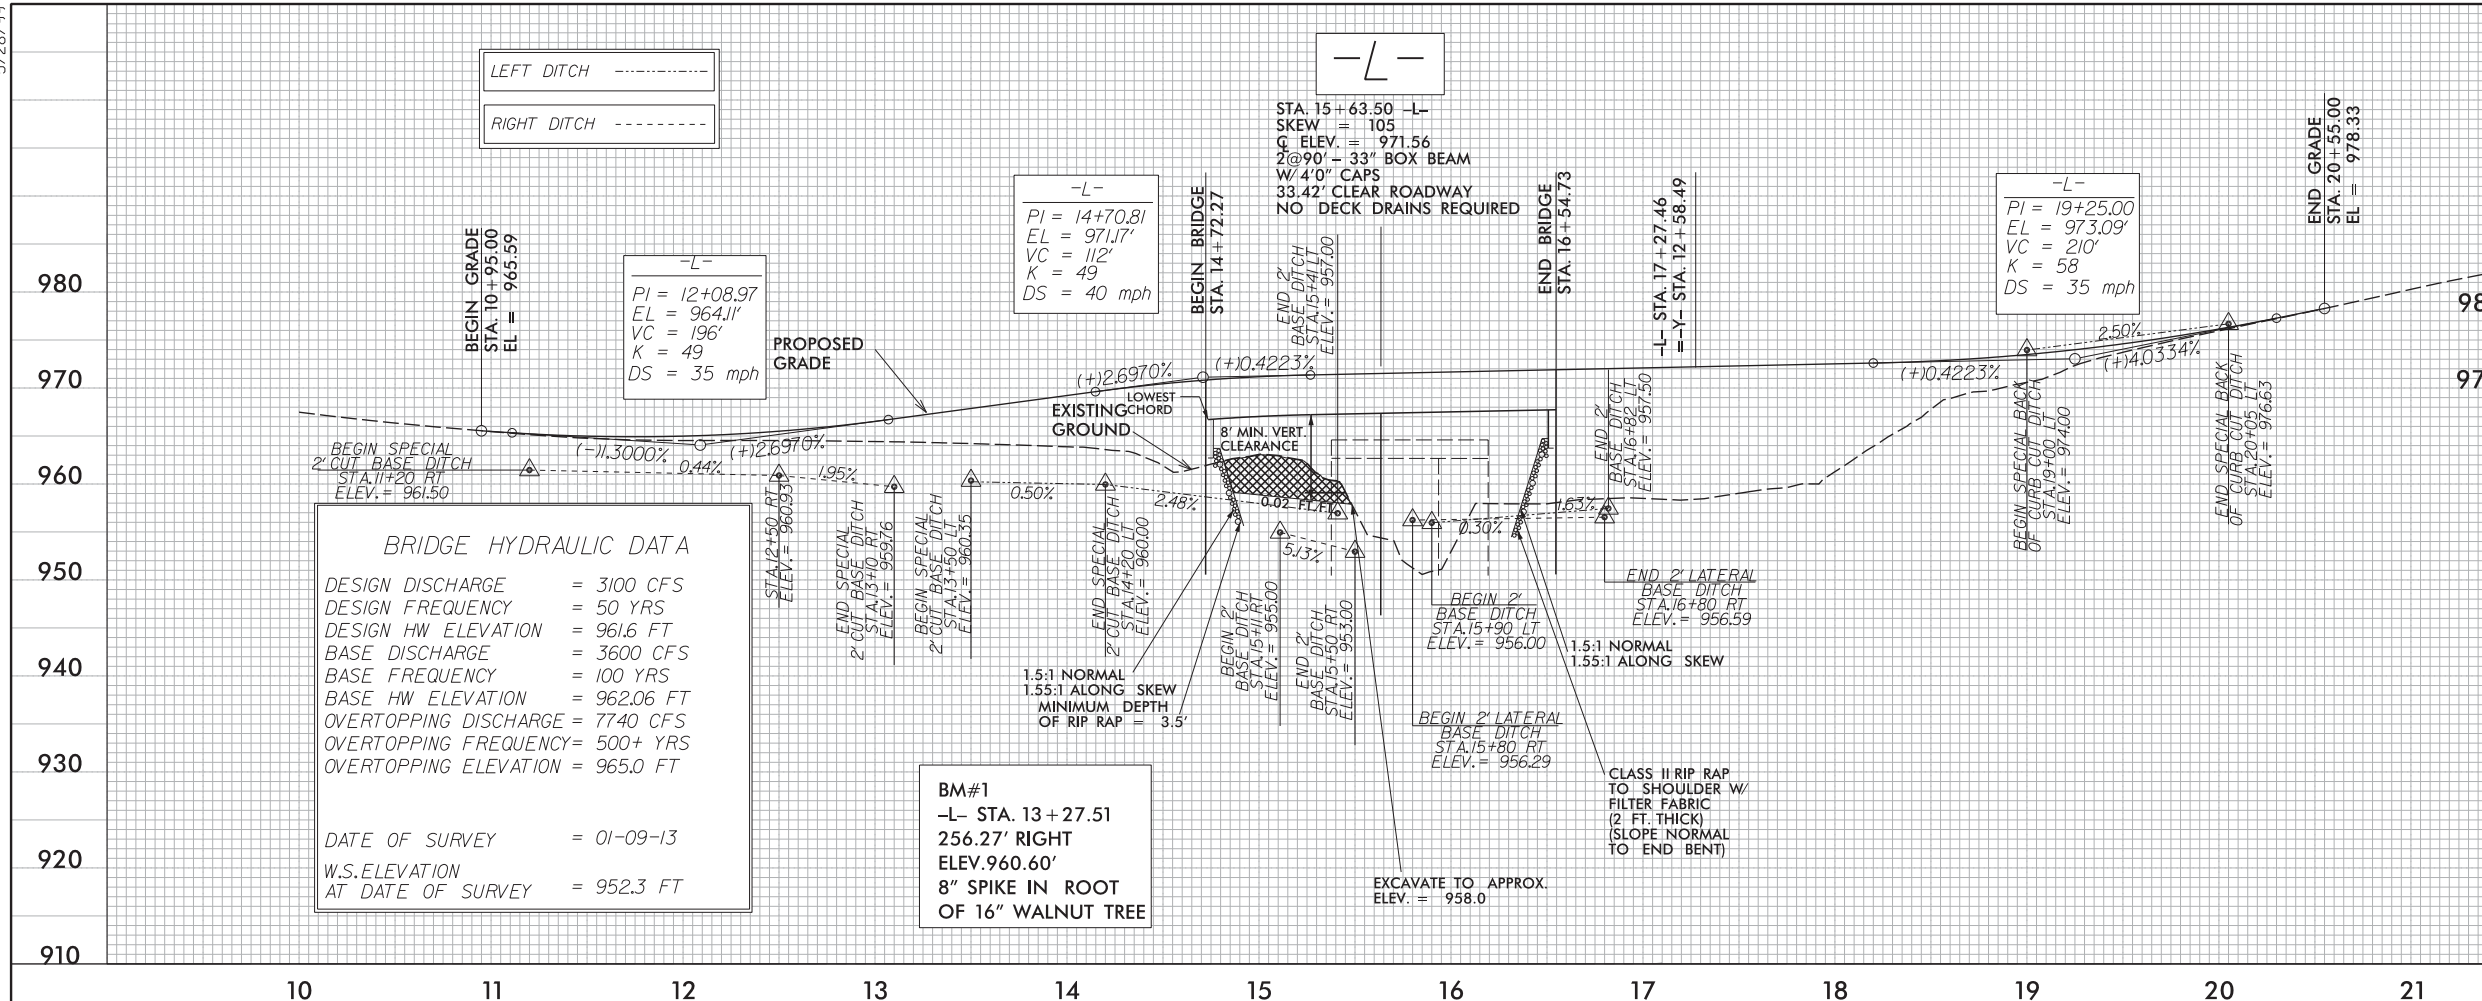 LEFT DITCH
RIGHT DITCH
-L-
STA. 15+63.50 -L-
SKEW = 105
℄ ELEV. = 971.56
2@90' - 33" BOX BEAM
W/ 4'0" CAPS
33.42' CLEAR ROADWAY
NO DECK DRAINS REQUIRED
BEGIN GRADE
STA. 10+95.00
EL = 965.59
-L-
PI = 12+08.97
EL = 964.11'
VC = 196'
K = 49
DS = 35 mph
PROPOSED
GRADE
-L-
PI = 14+70.81
EL = 971.17'
VC = 112'
K = 49
DS = 40 mph
BEGIN BRIDGE
STA. 14+72.27
END 2'
BASE DITCH
STA.15+41 LT
ELEV.= 957.00
END BRIDGE
STA. 16+54.73
-L- STA. 17+27.46
=-Y- STA. 12+58.49
-L-
PI = 19+25.00
EL = 973.09'
VC = 210'
K = 58
DS = 35 mph
END GRADE
STA. 20+55.00
EL = 978.33
980
970
960
950
940
930
920
910
98
97
(-)1.3000%
(+)2.6970%
(+)2.6970%
(+)0.4223%
(+)0.4223%
(+)4.0334%
2.50%
EXISTING
GROUND
LOWEST
CHORD
8' MIN. VERT.
CLEARANCE
0.02 FT/FT
BEGIN SPECIAL
2' CUT BASE DITCH
STA.11+20 RT
ELEV.= 961.50
0.44%
1.95%
0.50%
2.48%
5.13%
0.30%
1.63%
STA.12+50 RT
ELEV.= 960.93
END SPECIAL
2' CUT BASE DITCH
STA.13+10 RT
ELEV.= 959.76
BEGIN SPECIAL
2' CUT BASE DITCH
STA.13+50 LT
ELEV.= 960.35
END SPECIAL
2' CUT BASE DITCH
STA.14+20 LT
ELEV.= 960.00
BEGIN 2'
BASE DITCH
STA.15+11 RT
ELEV.= 955.00
END 2'
BASE DITCH
STA.15+50 RT
ELEV.= 953.00
BEGIN 2'
BASE DITCH
STA.15+90 LT
ELEV.= 956.00
BEGIN 2' LATERAL
BASE DITCH
STA.15+80 RT
ELEV.= 956.29
END 2'
BASE DITCH
STA.16+82 LT
ELEV.= 957.50
END 2' LATERAL
BASE DITCH
STA.16+80 RT
ELEV.= 956.59
BEGIN SPECIAL BACK
OF CURB CUT DITCH
STA.19+00 LT
ELEV.= 974.00
END SPECIAL BACK
OF CURB CUT DITCH
STA.20+05 LT
ELEV.= 976.63
1.5:1 NORMAL
1.55:1 ALONG SKEW
MINIMUM DEPTH
OF RIP RAP = 3.5'
1.5:1 NORMAL
1.55:1 ALONG SKEW
CLASS II RIP RAP
TO SHOULDER W/
FILTER FABRIC
(2 FT. THICK)
(SLOPE NORMAL
TO END BENT)
EXCAVATE TO APPROX.
ELEV. = 958.0
BRIDGE HYDRAULIC DATA
DESIGN DISCHARGE = 3100 CFS
DESIGN FREQUENCY = 50 YRS
DESIGN HW ELEVATION = 961.6 FT
BASE DISCHARGE = 3600 CFS
BASE FREQUENCY = 100 YRS
BASE HW ELEVATION = 962.06 FT
OVERTOPPING DISCHARGE = 7740 CFS
OVERTOPPING FREQUENCY = 500+ YRS
OVERTOPPING ELEVATION = 965.0 FT
DATE OF SURVEY = 01-09-13
W.S.ELEVATION
AT DATE OF SURVEY = 952.3 FT
BM#1
-L- STA. 13+27.51
256.27' RIGHT
ELEV.960.60'
8" SPIKE IN ROOT
OF 16" WALNUT TREE
10 11 12 13 14 15 16 17 18 19 20 21